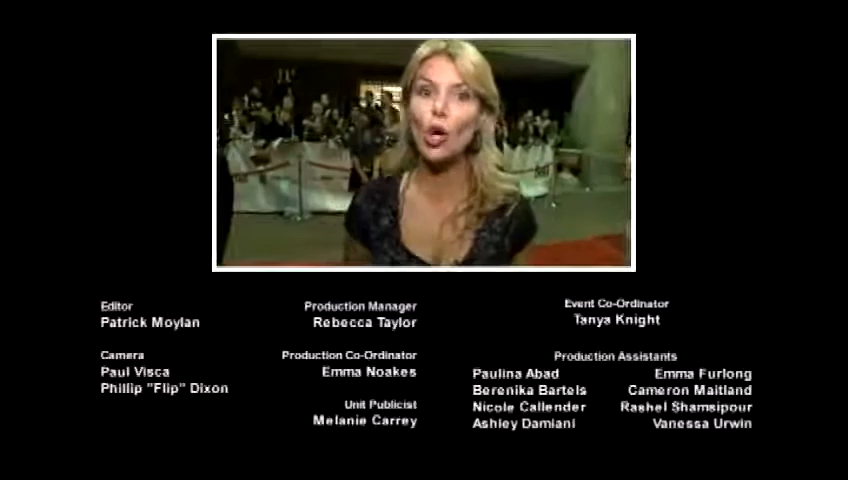 Editor
Patrick Moylan
Camera
Paul Visca
Phillip "Flip" Dixon
Production Manager
Rebecca Taylor
Production Co-Ordinator
Emma Noakes
Unit Publicist
Melanie Carrey
Event Co-Ordinator
Tanya Knight
Production Assistants
Paulina Abad Emma Furlong
Berenika Bartels Cameron Maitland
Nicole Callender Rashel Shamsipour
Ashley Damiani Vanessa Urwin